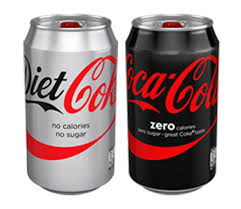 Diet Coke
no calories
no sugar
Coca-Cola
zero calories
zero sugar - great Coke Taste